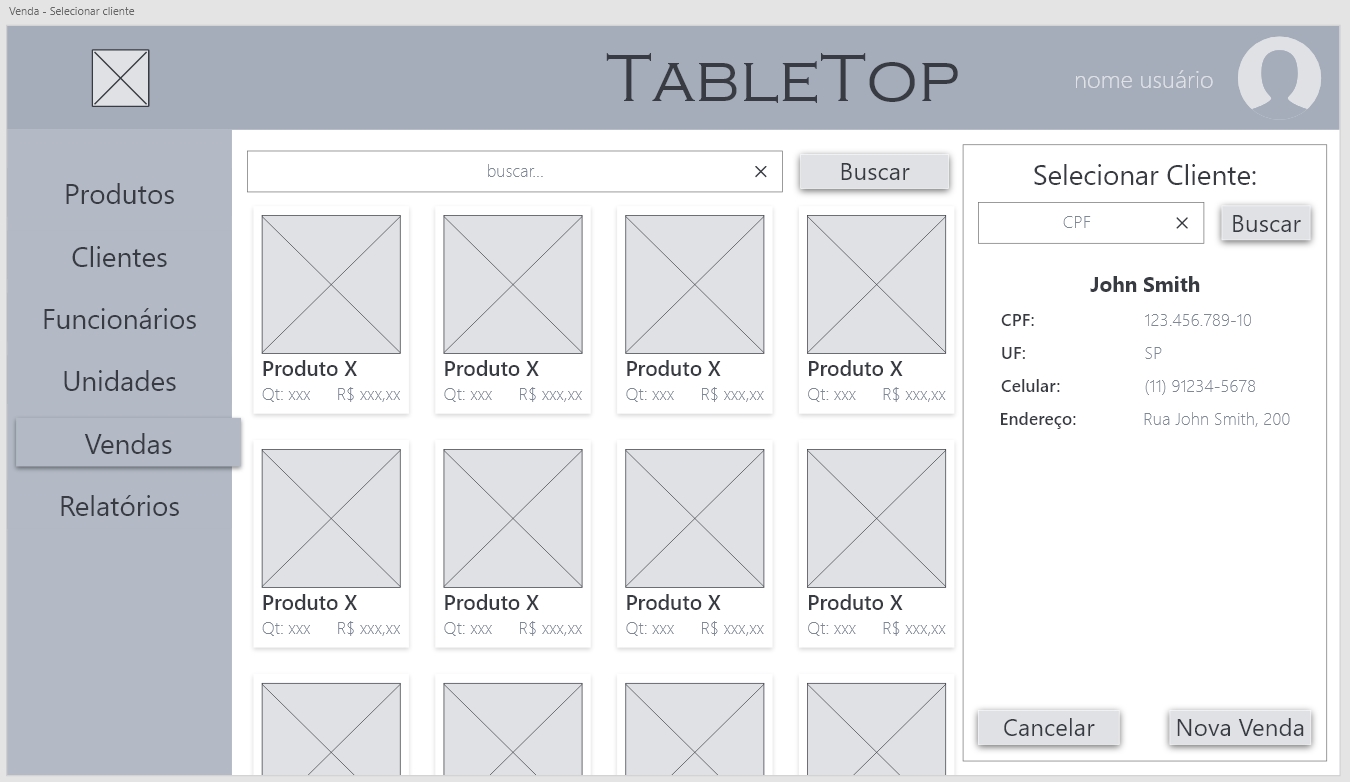 Venda - Selecionar cliente
TableTop
nome usuário
Produtos
Clientes
Funcionários
Unidades
Vendas
Relatórios
buscar...
Buscar
Produto X
Qt: xxx R$ xxx,xx
Produto X
Qt: xxx R$ xxx,xx
Produto X
Qt: xxx R$ xxx,xx
Produto X
Qt: xxx R$ xxx,xx
Produto X
Qt: xxx R$ xxx,xx
Produto X
Qt: xxx R$ xxx,xx
Produto X
Qt: xxx R$ xxx,xx
Produto X
Qt: xxx R$ xxx,xx
Selecionar Cliente:
CPF
Buscar
John Smith
CPF: 123.456.789-10
UF: SP
Celular: (11) 91234-5678
Endereço: Rua John Smith, 200
Cancelar
Nova Venda